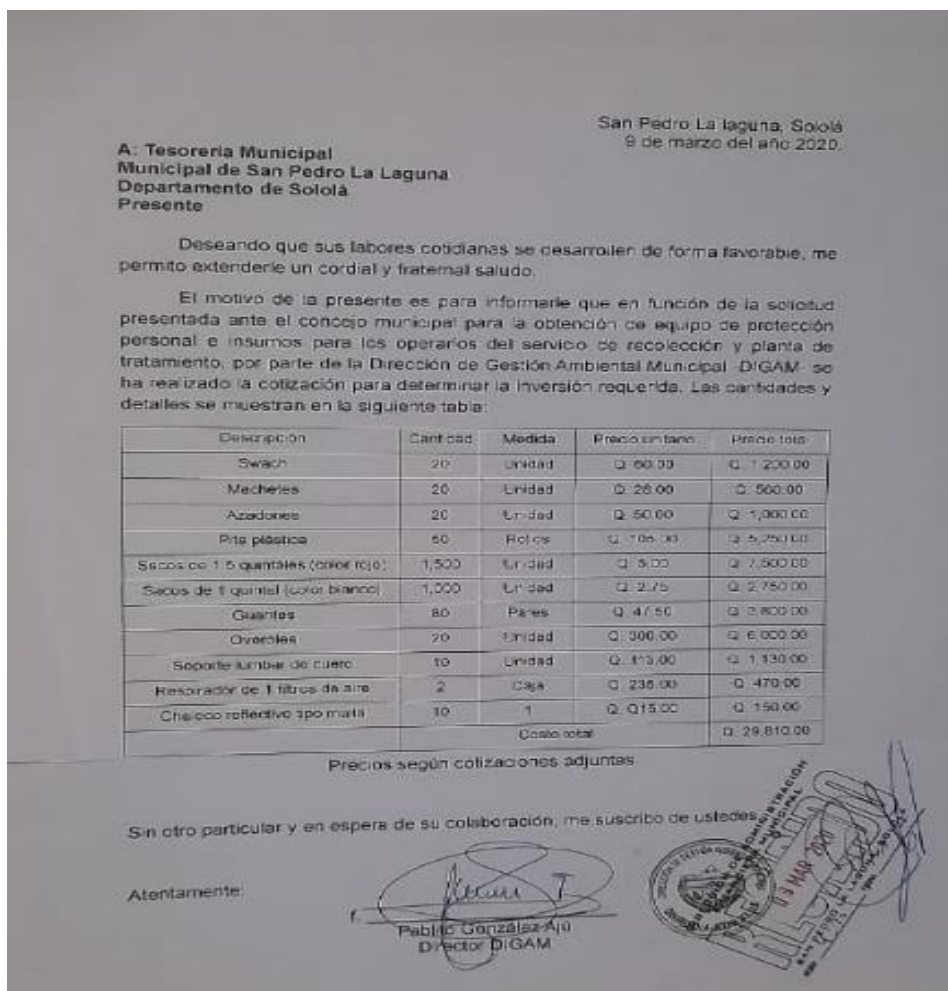 San Pedro La laguna, Sololá
9 de marzo del año 2020.
A: Tesorería Municipal
Municipal de San Pedro La Laguna
Departamento de Sololá
Presente
Deseando que sus labores cotidianas se desarrollen de forma favorable, me
permito extenderle un cordial y fraternal saludo.
El motivo de la presente es para informarle que en función de la solicitud
presentada ante el concejo municipal para la obtención de equipo de protección
personal e insumos para los operarios del servicio de recolección y planta de
tratamiento, por parte de la Dirección de Gestión Ambiental Municipal -DIGAM- se
ha realizado la cotización para determinar la inversión requerida. Las cantidades y
detalles se muestran en la siguiente tabla:
Descripción Cantidad Medida Precio unitario Precio total
Swach 20 Unidad Q. 60.00 Q. 1,200.00
Machetes 20 Unidad Q. 28.00 Q. 560.00
Azadones 20 Unidad Q. 50.00 Q. 1,000.00
Pita plástica 50 Rollos Q. 105.00 Q. 5,250.00
Sacos de 1.5 quintales (color rojo) 1,500 Unidad Q. 5.00 Q. 7,500.00
Sacos de 1 quintal (color blanco) 1,000 Unidad Q. 2.75 Q. 2,750.00
Guantes 80 Pares Q. 47.50 Q. 3,800.00
Overoles 20 Unidad Q. 300.00 Q. 6,000.00
Soporte lumbar de cuero 10 Unidad Q. 113.00 Q. 1,130.00
Respirador de 1 filtros de aire 2 Caja Q. 235.00 Q. 470.00
Chaleco reflectivo tipo malla 10 1 Q. Q15.00 Q. 150.00
Costo total Q. 29,810.00
Precios según cotizaciones adjuntas
Sin otro particular y en espera de su colaboración, me suscribo de ustedes
Atentamente:
f.
Pablito González Ajú
Director DIGAM
09 MAR 2020
SAN PEDRO LA LAGUNA, SOLOLÁ